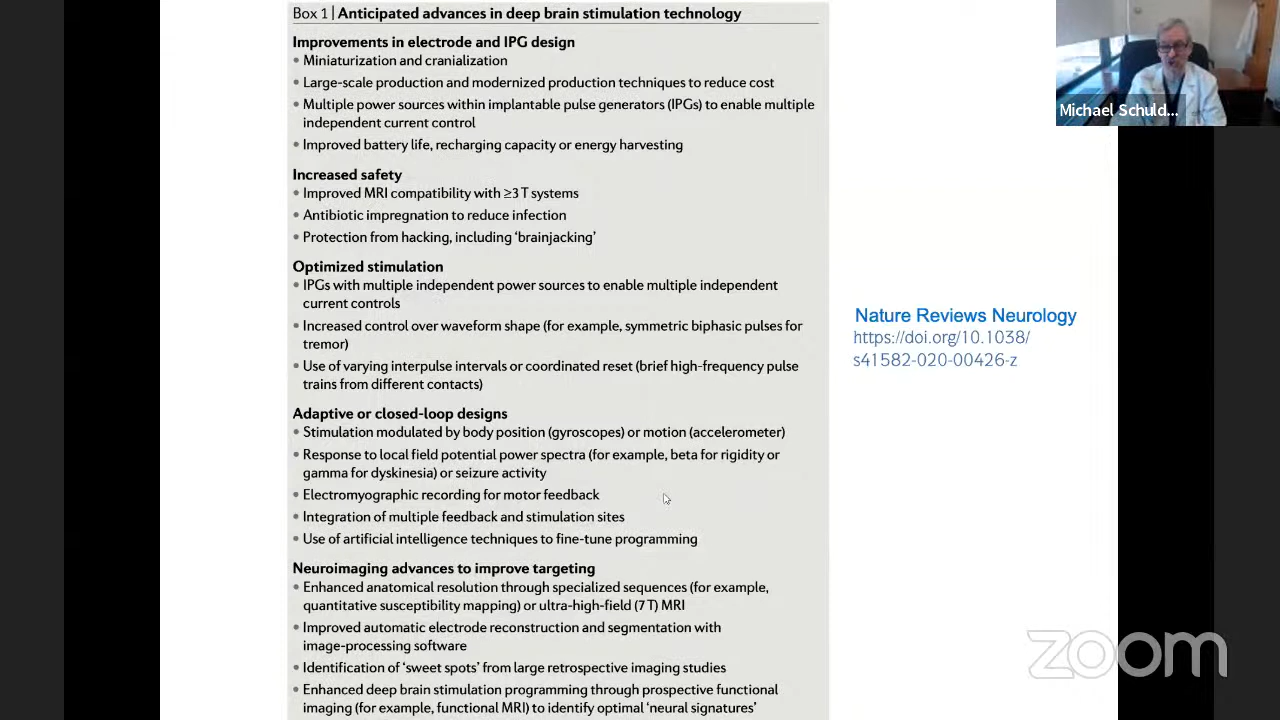 Box 1 | Anticipated advances in deep brain stimulation technology
Improvements in electrode and IPG design
• Miniaturization and cranialization
• Large-scale production and modernized production techniques to reduce cost
• Multiple power sources within implantable pulse generators (IPGs) to enable multiple
independent current control
• Improved battery life, recharging capacity or energy harvesting
Increased safety
• Improved MRI compatibility with ≥3 T systems
• Antibiotic impregnation to reduce infection
• Protection from hacking, including ‘brainjacking’
Optimized stimulation
• IPGs with multiple independent power sources to enable multiple independent
current controls
• Increased control over waveform shape (for example, symmetric biphasic pulses for
tremor)
• Use of varying interpulse intervals or coordinated reset (brief high-frequency pulse
trains from different contacts)
Adaptive or closed-loop designs
• Stimulation modulated by body position (gyroscopes) or motion (accelerometer)
• Response to local field potential power spectra (for example, beta for rigidity or
gamma for dyskinesia) or seizure activity
• Electromyographic recording for motor feedback
• Integration of multiple feedback and stimulation sites
• Use of artificial intelligence techniques to fine-tune programming
Neuroimaging advances to improve targeting
• Enhanced anatomical resolution through specialized sequences (for example,
quantitative susceptibility mapping) or ultra-high-field (7 T) MRI
• Improved automatic electrode reconstruction and segmentation with
image-processing software
• Identification of ‘sweet spots’ from large retrospective imaging studies
• Enhanced deep brain stimulation programming through prospective functional
imaging (for example, functional MRI) to identify optimal ‘neural signatures’
Nature Reviews Neurology
https://doi.org/10.1038/
s41582-020-00426-z
Michael Schuld...
zoom